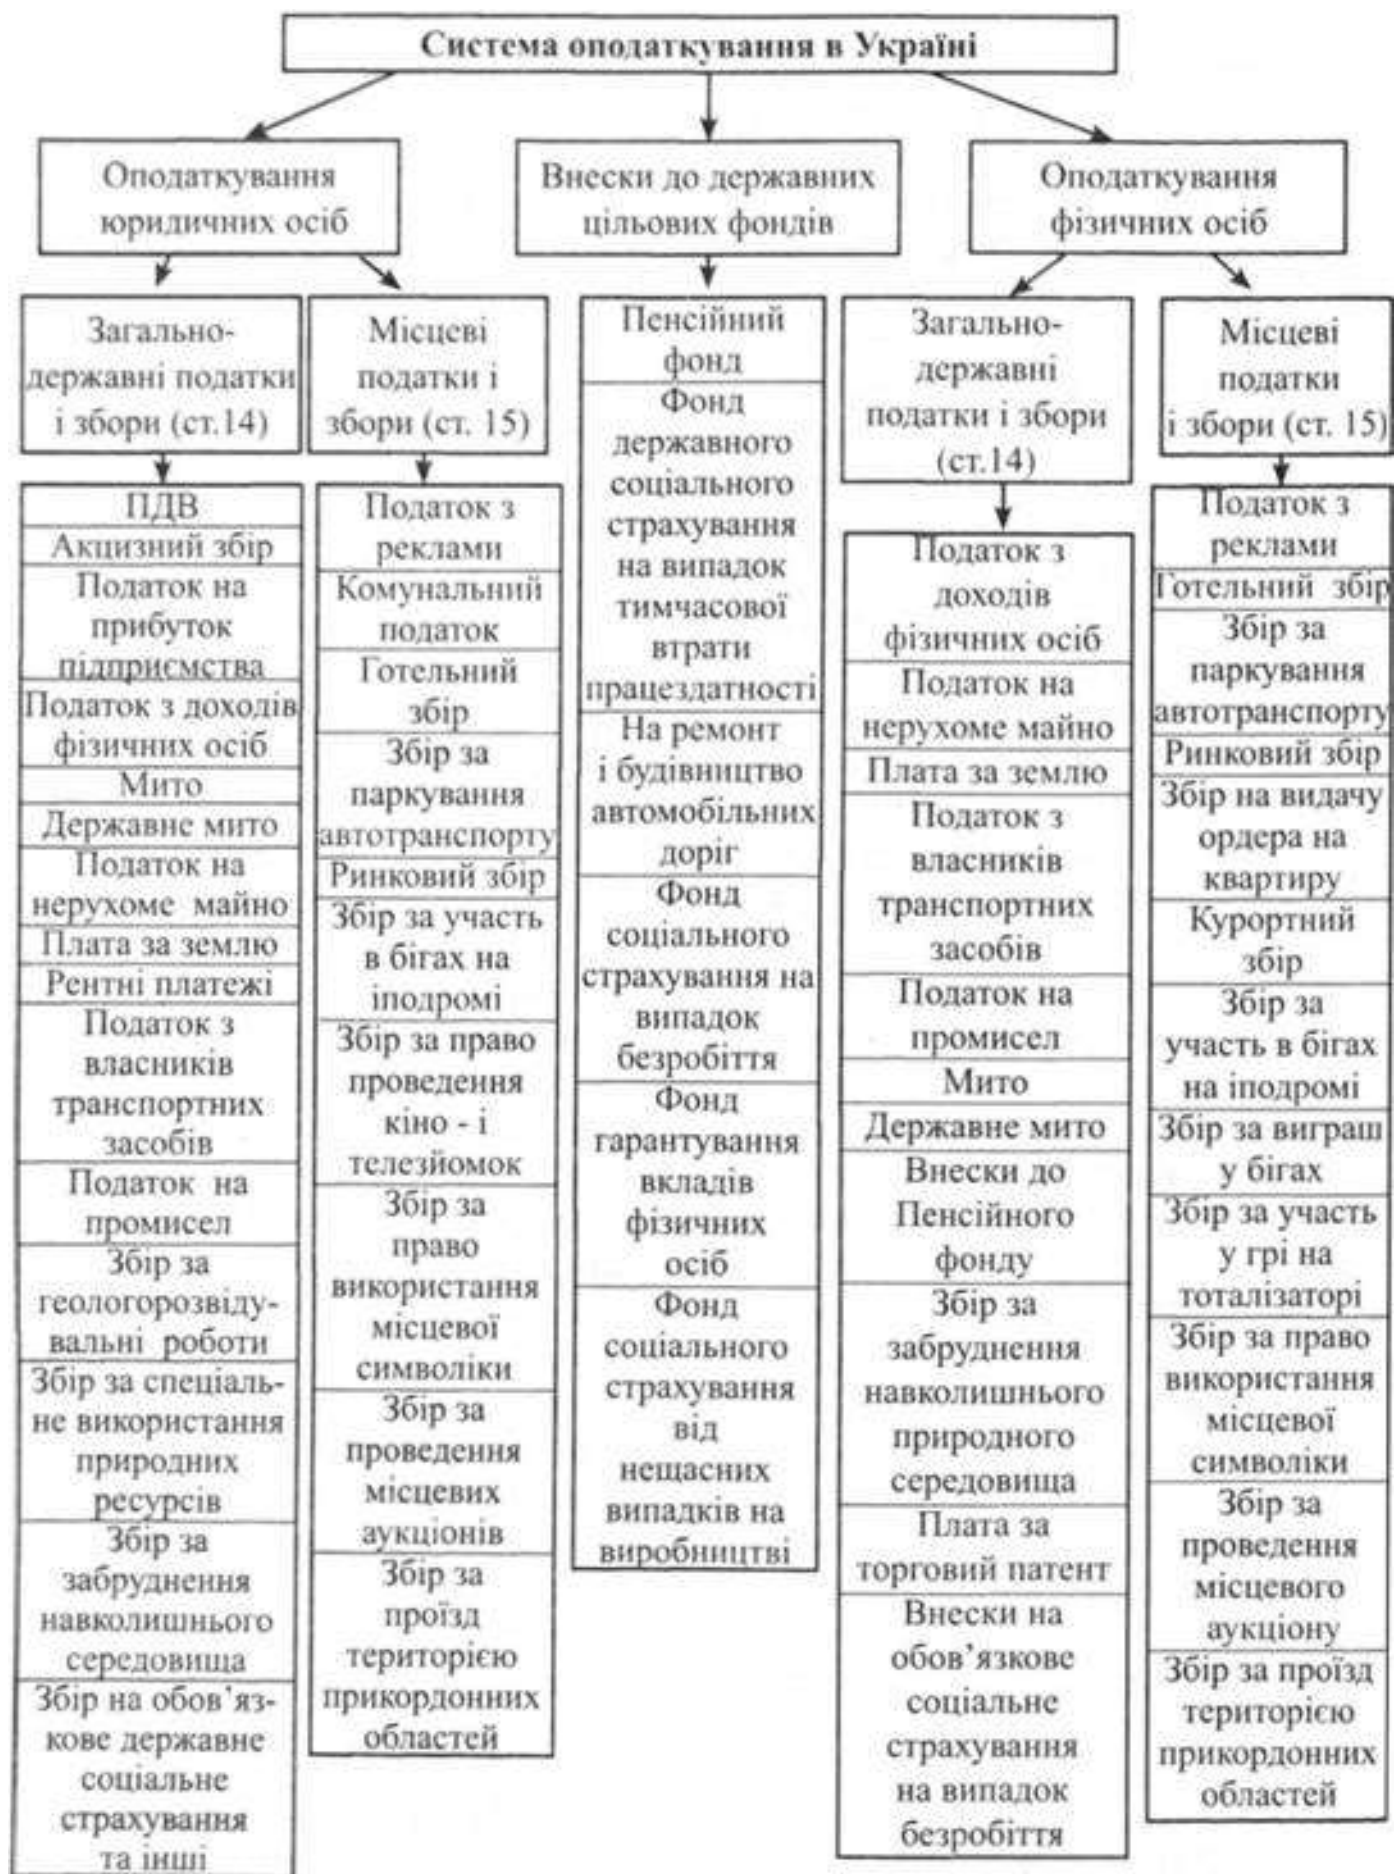 Система оподаткування в Україні
Оподаткування
юридичних осіб
Внески до державних
цільових фондів
Оподаткування
фізичних осіб
Загально-
державні податки
і збори (ст.14)
Місцеві
податки і
збори (ст. 15)
Загально-
державні
податки і збори
(ст.14)
Місцеві
податки
і збори (ст. 15)
ПДВ
Акцизний збір
Податок на
прибуток
підприємства
Податок з доходів
фізичних осіб
Мито
Державне мито
Податок на
нерухоме майно
Плата за землю
Рентні платежі
Податок з
власників
транспортних
засобів
Податок на
промисел
Збір за
геологорозвіду-
вальні роботи
Збір за спеціаль-
не використання
природних
ресурсів
Збір за
забруднення
навколишнього
середовища
Збір на обов’яз-
кове державне
соціальне
страхування
та інші
Податок з
реклами
Комунальний
податок
Готельний
збір
Збір за
паркування
автотранспорту
Ринковий збір
Збір за участь
в бігах на
іподромі
Збір за право
проведення
кіно - і
телезйомок
Збір за
право
використання
місцевої
символіки
Збір за
проведення
місцевих
аукціонів
Збір за
проїзд
територією
прикордонних
областей
Пенсійний
фонд
Фонд
державного
соціального
страхування
на випадок
тимчасової
втрати
працездатності
На ремонт
і будівництво
автомобільних
доріг
Фонд
соціального
страхування на
випадок
безробіття
Фонд
гарантування
вкладів
фізичних
осіб
Фонд
соціального
страхування
від
нещасних
випадків на
виробництві
Податок з
доходів
фізичних осіб
Податок на
нерухоме майно
Плата за землю
Податок з
власників
транспортних
засобів
Податок на
промисел
Мито
Державне мито
Внески до
Пенсійного
фонду
Збір за
забруднення
навколишнього
природного
середовища
Плата за
торговий патент
Внески на
обов’язкове
соціальне
страхування
на випадок
безробіття
Податок з
реклами
Готельний збір
Збір за
паркування
автотранспорту
Ринковий збір
Збір на видачу
ордера на
квартиру
Курортний
збір
Збір за
участь в бігах
на іподромі
Збір за виграш
у бігах
Збір за участь
у грі на
тоталізаторі
Збір за право
використання
місцевої
символіки
Збір за
проведення
місцевого
аукціону
Збір за проїзд
територією
прикордонних
областей